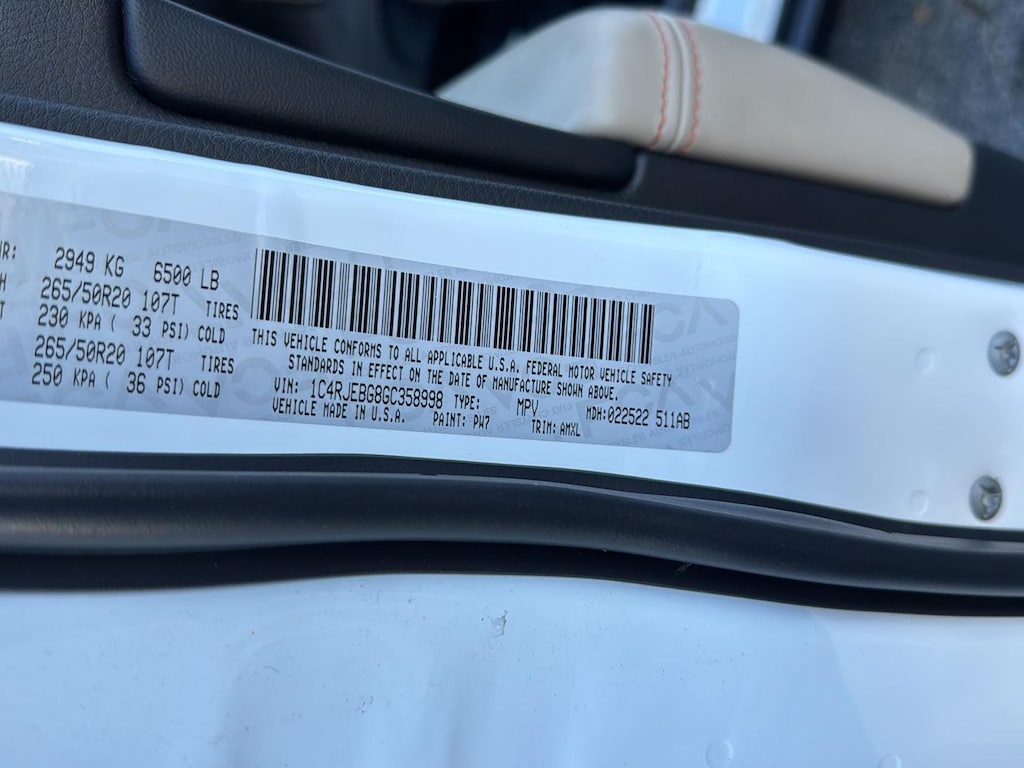 2949 KG 6500 LB
265/50R20 107T TIRES
230 KPA ( 33 PSI) COLD
265/50R20 107T TIRES
250 KPA ( 36 PSI) COLD
THIS VEHICLE CONFORMS TO ALL APPLICABLE U.S.A. FEDERAL MOTOR VEHICLE SAFETY
STANDARDS IN EFFECT ON THE DATE OF MANUFACTURE SHOWN ABOVE.
VIN: 1C4RJEBG8GC358998 TYPE: MPV MDH:022522 511AB
VEHICLE MADE IN U.S.A. PAINT: PW7 TRIM: AMXL